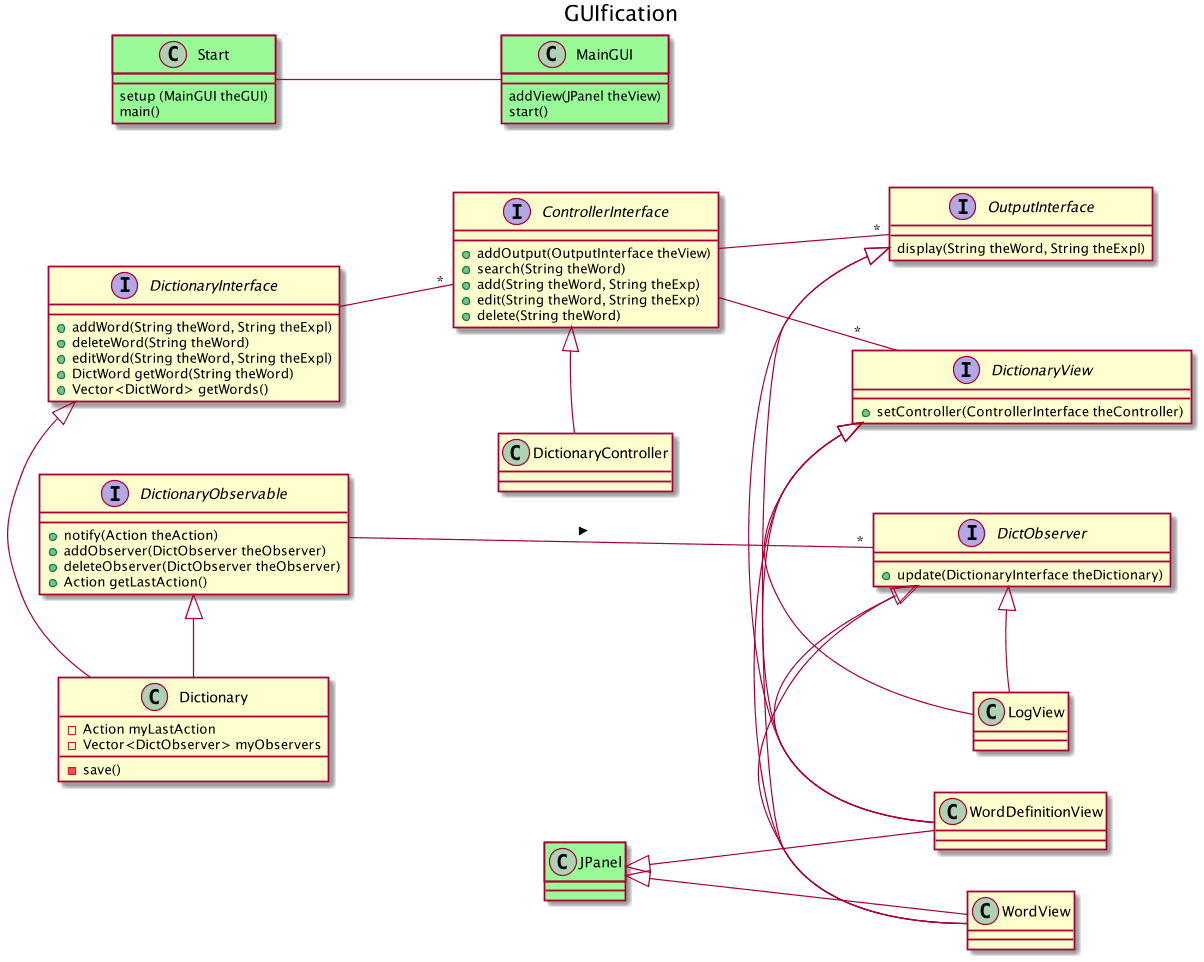 GUIfication
C Start
setup (MainGUI theGUI)
main()
C MainGUI
addView(JPanel theView)
start()
I OutputInterface
display(String theWord, String theExpl)
I ControllerInterface
addOutput(OutputInterface theView)
search(String theWord)
add(String theWord, String theExp)
edit(String theWord, String theExp)
delete(String theWord)
*
*
*
I DictionaryInterface
addWord(String theWord, String theExpl)
deleteWord(String theWord)
editWord(String theWord, String theExpl)
DictWord getWord(String theWord)
Vector<DictWord> getWords()
I DictionaryView
setController(ControllerInterface theController)
C DictionaryController
I DictionaryObservable
notify(Action theAction)
addObserver(DictObserver theObserver)
deleteObserver(DictObserver theObserver)
Action getLastAction()
*
I DictObserver
update(DictionaryInterface theDictionary)
C Dictionary
Action myLastAction
Vector<DictObserver> myObservers
save()
C LogView
C WordDefinitionView
C JPanel
C WordView